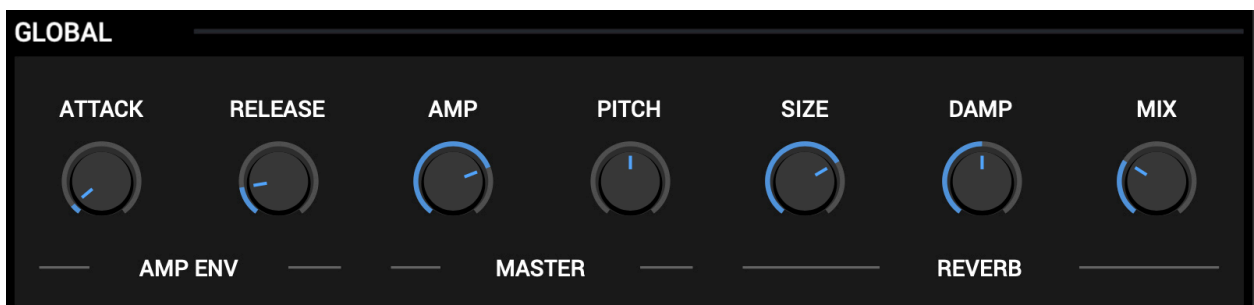 GLOBAL
ATTACK RELEASE AMP PITCH SIZE DAMP MIX
AMP ENV MASTER REVERB